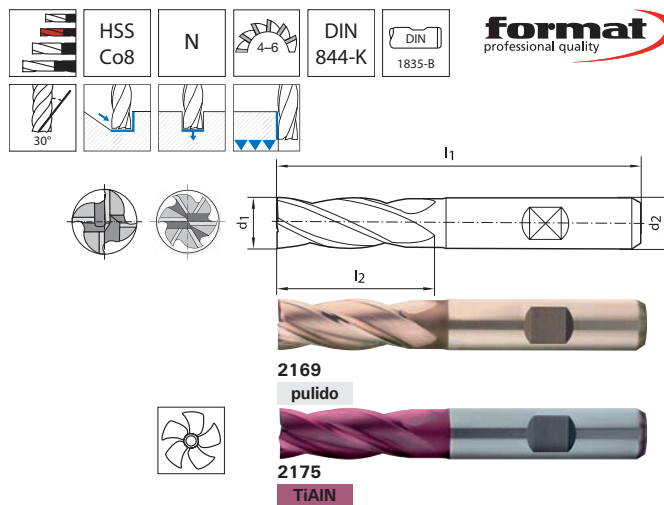 HSS
Co8
N
4–6
DIN
844-K
DIN
1835-B
format
professional quality
30°
l1
d1
d2
l2
2169
pulido
2175
TiAlN